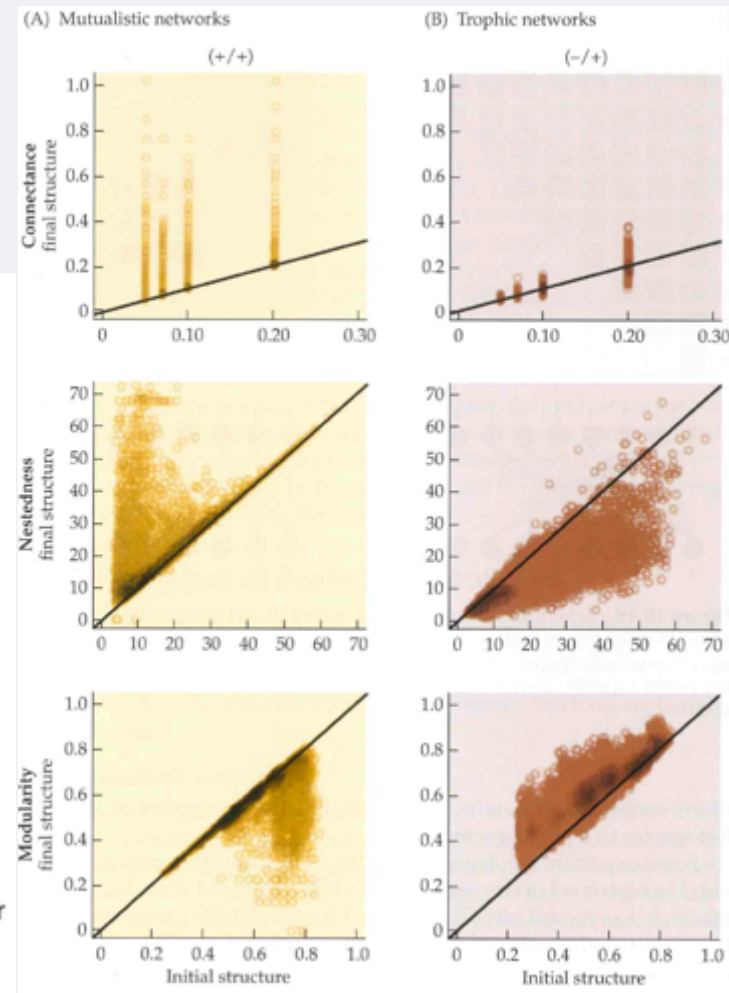 (A) Mutualistic networks
(B) Trophic networks
(+/+)
(–/+)
Connectance
final structure
1.0
0.8
0.6
0.4
0.2
0
0 0.10 0.20 0.30
1.0
0.8
0.6
0.4
0.2
0
0 0.10 0.20 0.30
Nestedness
final structure
70
60
50
40
30
20
10
0
0 10 20 30 40 50 60 70
70
60
50
40
30
20
10
0
0 10 20 30 40 50 60 70
Modularity
final structure
1.0
0.8
0.6
0.4
0.2
0
0 0.2 0.4 0.6 0.8 1.0
Initial structure
1.0
0.8
0.6
0.4
0.2
0
0 0.2 0.4 0.6 0.8 1.0
Initial structure